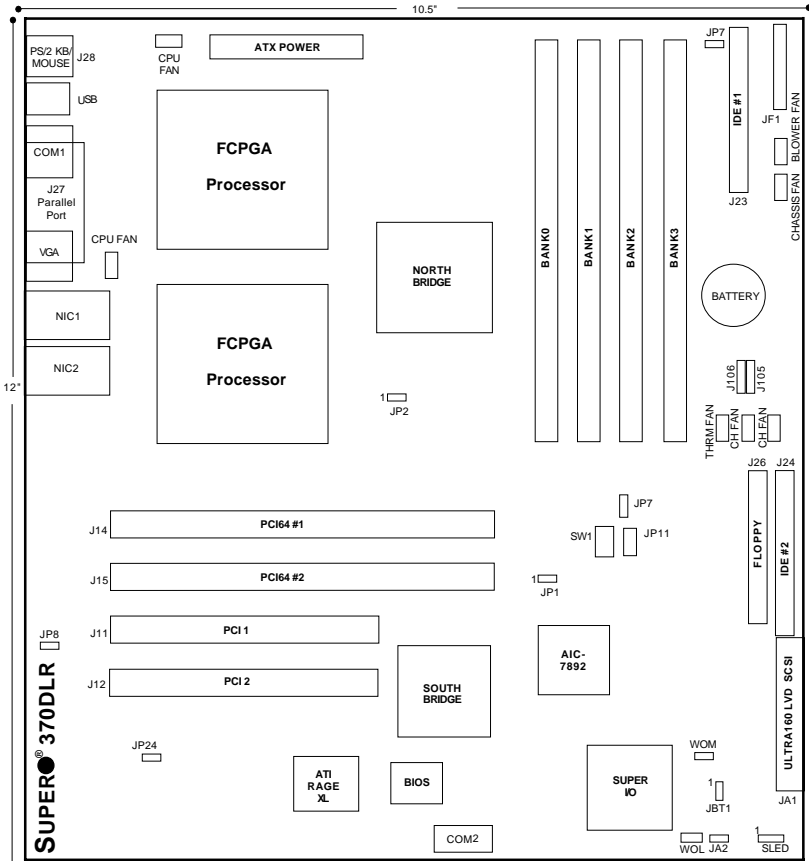 10.5"
PS/2 KB/
MOUSE
J28
CPU
FAN
ATX POWER
JP7
IDE #1
JF1
USB
BLOWER FAN
FCPGA
Processor
COM1
J27
Parallel
Port
CHASSIS FAN
J23
CPU FAN
VGA
NORTH
BRIDGE
BANK0
BANK1
BANK2
BANK3
BATTERY
NIC1
FCPGA
Processor
NIC2
12"
J106
J105
1
JP2
THRM FAN
CH FAN
CH FAN
J26
J24
JP7
J14
PCI64 #1
SW1
JP11
FLOPPY
IDE #2
J15
PCI64 #2
1
JP1
J11
PCI 1
JP8
AIC-
7892
J12
PCI 2
SOUTH
BRIDGE
ULTRA160 LVD SCSI
SUPER® 370DLR
JP24
WOM
ATI
RAGE
XL
BIOS
SUPER
I/O
1
JBT1
JA1
COM2
1
WOL
JA2
SLED